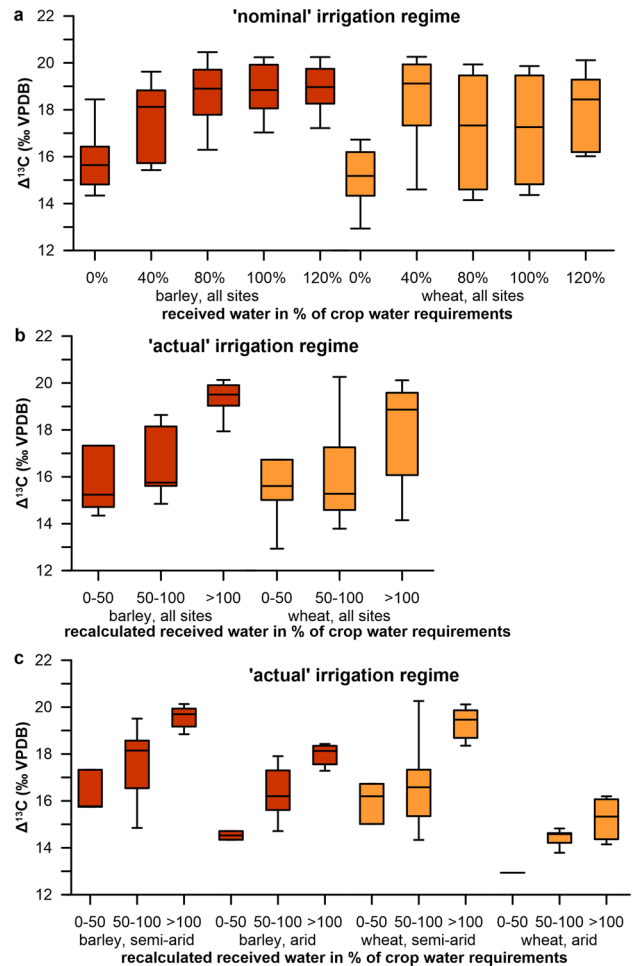 a
'nominal' irrigation regime
22
20
18
16
14
12
Δ¹³C (‰ VPDB)
0% 40% 80% 100% 120% 0% 40% 80% 100% 120%
barley, all sites wheat, all sites
received water in % of crop water requirements
b
'actual' irrigation regime
22
20
18
16
14
12
Δ¹³C (‰ VPDB)
0-50 50-100 >100 0-50 50-100 >100
barley, all sites wheat, all sites
recalculated received water in % of crop water requirements
c
'actual' irrigation regime
22
20
18
16
14
12
Δ¹³C (‰ VPDB)
0-50 50-100 >100 0-50 50-100 >100 0-50 50-100 >100 0-50 50-100 >100
barley, semi-arid barley, arid wheat, semi-arid wheat, arid
recalculated received water in % of crop water requirements